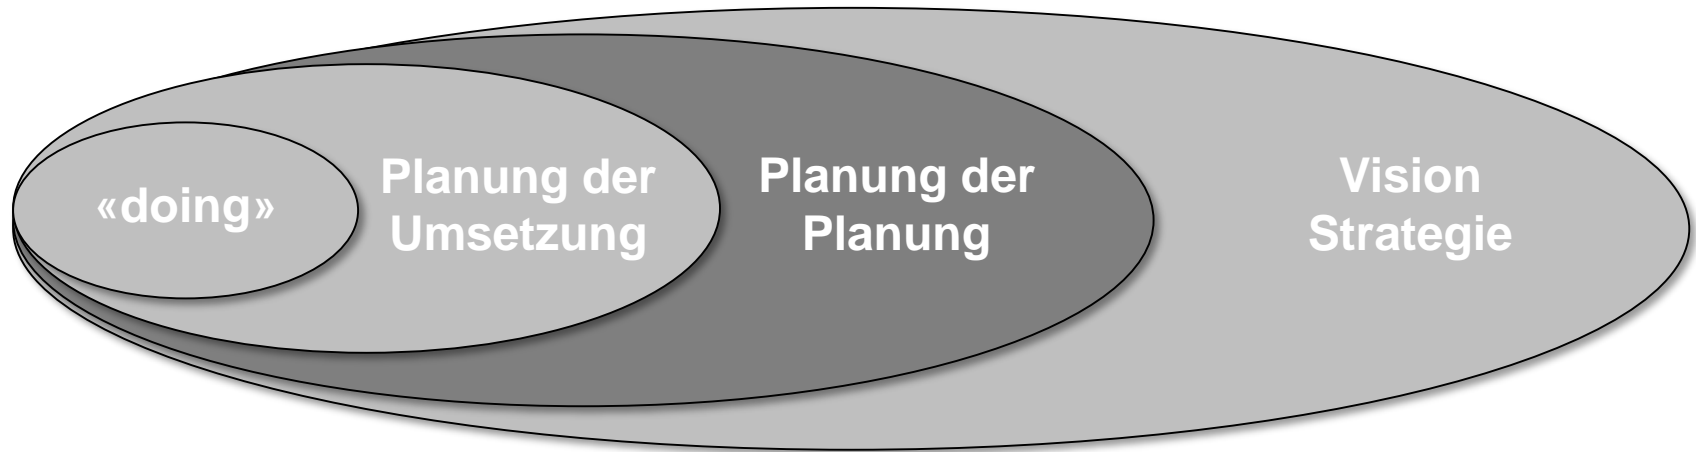 «doing»
Planung der
Umsetzung
Planung der
Planung
Vision
Strategie